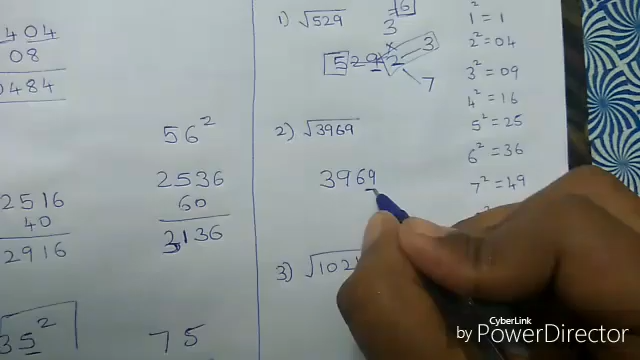 404
08
0484
2516
40
2916
35²
56²
2536
60
3136
75
1) √529
=6
3
529 2 3
7
2) √3969
3969
3) √1021
1² = 1
2² = 04
3² = 09
4² = 16
5² = 25
6² = 36
7² = 49
CyberLink
by PowerDirector